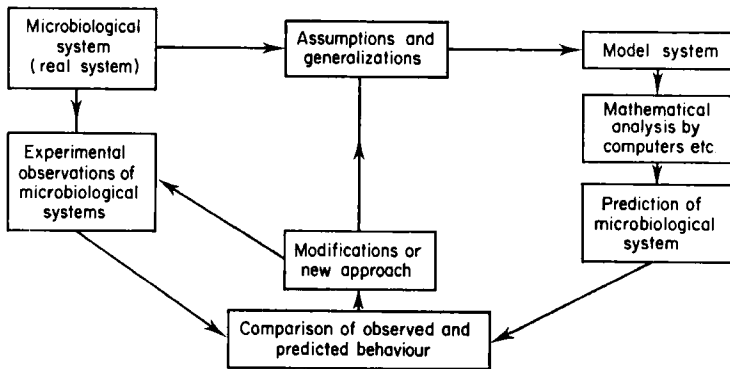 Microbiological
system
(real system)
Assumptions and
generalizations
Model system
Experimental
observations of
microbiological
systems
Mathematical
analysis by
computers etc.
Modifications or
new approach
Prediction of
microbiological
system
Comparison of observed and
predicted behaviour